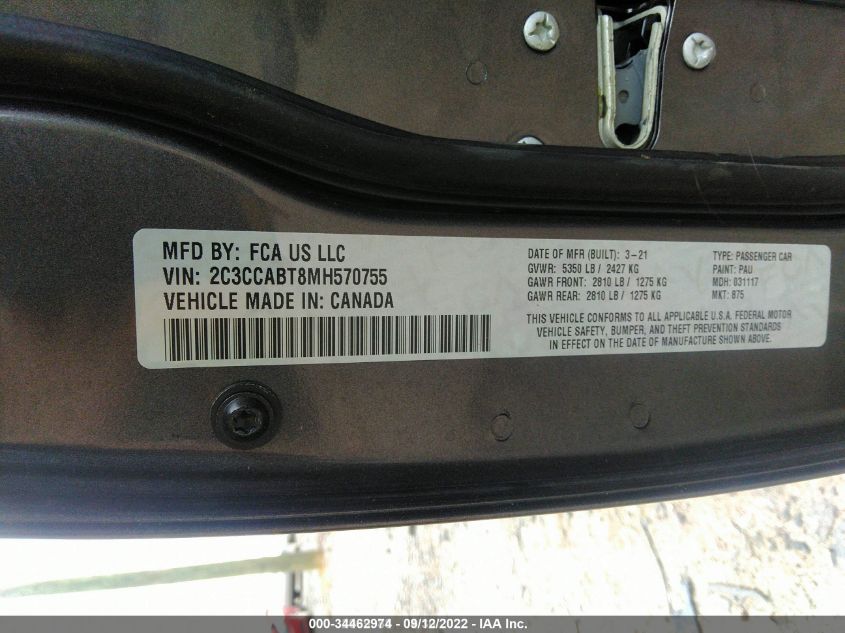 MFD BY: FCA US LLC
VIN: 2C3CCABT8MH570755
VEHICLE MADE IN: CANADA
DATE OF MFR (BUILT): 3-21
GVWR: 5350 LB / 2427 KG
GAWR FRONT: 2810 LB / 1275 KG
GAWR REAR: 2810 LB / 1275 KG
TYPE: PASSENGER CAR
PAINT: PAU
MDH: 031117
MKT: 875
THIS VEHICLE CONFORMS TO ALL APPLICABLE U.S.A. FEDERAL MOTOR
VEHICLE SAFETY, BUMPER, AND THEFT PREVENTION STANDARDS
IN EFFECT ON THE DATE OF MANUFACTURE SHOWN ABOVE.
000-34462974 - 09/12/2022 - IAA Inc.